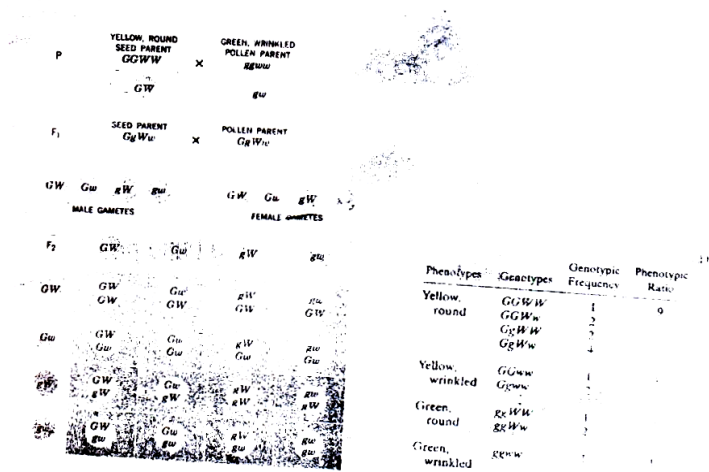 YELLOW, ROUND
SEED PARENT
GREEN, WRINKLED
POLLEN PARENT
P GGWW × ggww
GW gw
SEED PARENT POLLEN PARENT
F1 GgWw × GgWw
GW Gw gW gw GW Gw gW
MALE GAMETES FEMALE GAMETES
F2 GW Gw gW gw
GW GW Gw gW gw
GW GW GW GW
Gw GW Gw gW gw
Gw Gw Gw Gw
gW GW Gw gW gw
gW gW gW gW
gw GW Gw gW gw
gw gw gw gw
Phenotypes Genotypes Genotypic Frequency Phenotypic Ratio
Yellow, round GGWW 1 9
GGWw 2
GgWW 2
GgWw 4
Yellow, wrinkled GGww 1
Ggww
Green, round ggWW 1
ggWw 2
Green, wrinkled ggww